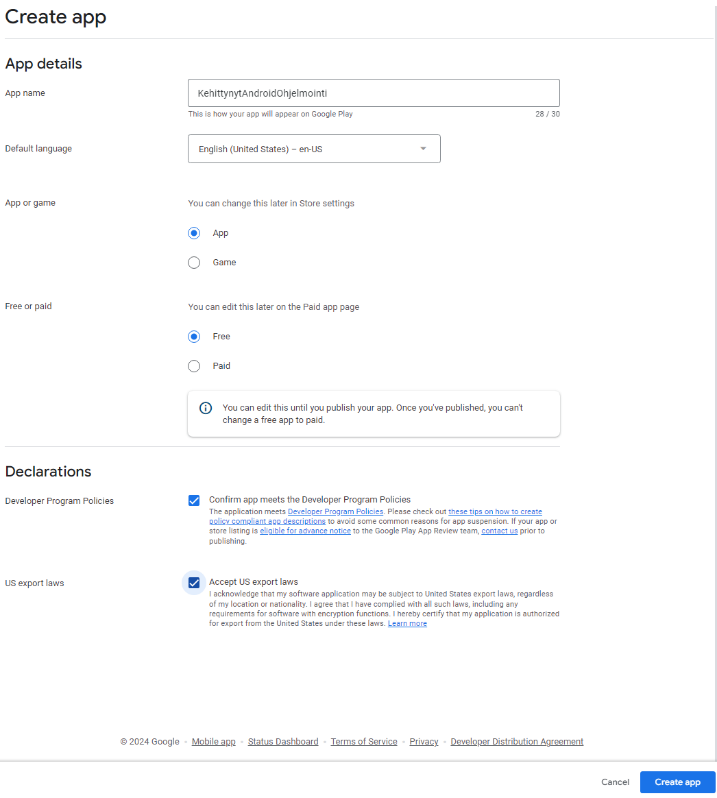 Create app
App details
App name
KehittynytAndroidOhjelmointi
This is how your app will appear on Google Play
28 / 30
Default language
English (United States) – en-US
App or game
You can change this later in Store settings
App
Game
Free or paid
You can edit this later on the Paid app page
Free
Paid
You can edit this until you publish your app. Once you've published, you can't
change a free app to paid.
Declarations
Developer Program Policies
Confirm app meets the Developer Program Policies
The application meets Developer Program Policies. Please check out these tips on how to create
policy compliant app descriptions to avoid some common reasons for app suspension. If your app or
store listing is eligible for advance notice to the Google Play App Review team, contact us prior to
publishing.
US export laws
Accept US export laws
I acknowledge that my software application may be subject to United States export laws, regardless
of my location or nationality. I agree that I have complied with all such laws, including any
requirements for software with encryption functions. I hereby certify that my application is authorized
for export from the United States under these laws. Learn more
© 2024 Google · Mobile app · Status Dashboard · Terms of Service · Privacy · Developer Distribution Agreement
Cancel
Create app